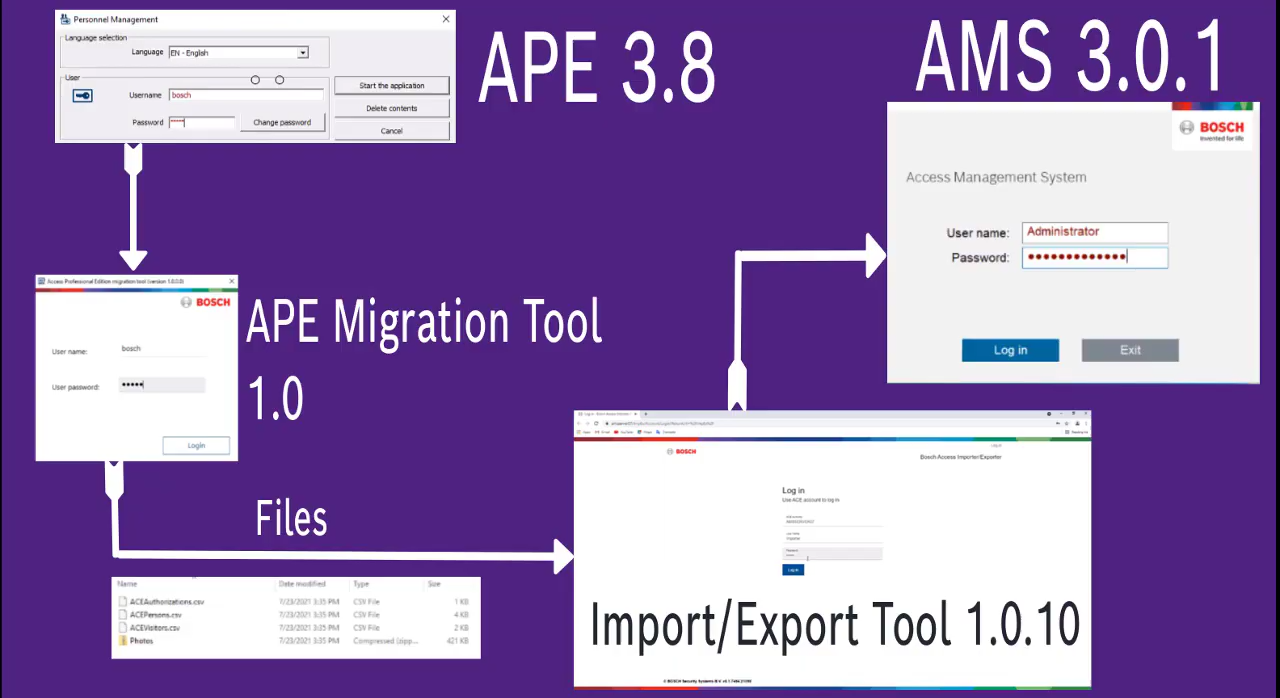 Personnel Management
Language selection
Language EN - English
User
Username bosch
Password
Change password
Start the application
Delete contents
Cancel
APE 3.8
AMS 3.0.1
BOSCH
Invented for life
Access Management System
User name: Administrator
Password:
Log in Exit
Access Professional Edition migration tool (version 1.0.0.0)
BOSCH
User name: bosch
User password:
Login
APE Migration Tool
1.0
Files
Name Date modified Type Size
ACEAuthorizations.csv 7/23/2021 3:35 PM CSV File 1 KB
ACEPersons.csv 7/23/2021 3:35 PM CSV File 4 KB
ACEVisitors.csv 7/23/2021 3:35 PM CSV File 2 KB
Photos 7/23/2021 3:35 PM Compressed (zipp... 421 KB
BOSCH
Log in
Bosch Access Importer/Exporter
Log in
Use ACE account to log in
Log in
Import/Export Tool 1.0.10